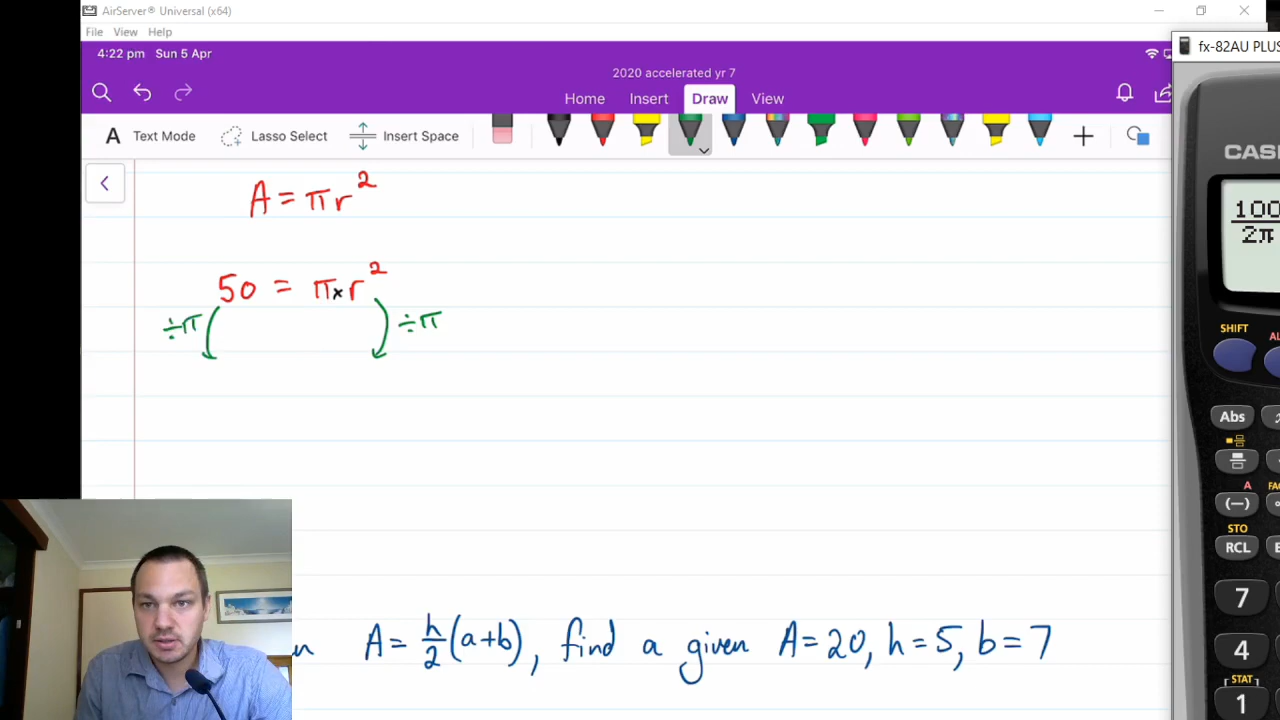 AirServer® Universal (x64)
File View Help
4:22 pm Sun 5 Apr
fx-82AU PLUS
2020 accelerated yr 7
Home Insert Draw View
A Text Mode Lasso Select Insert Space
A = πr²
50 = π×r²
÷π ÷π
A = h/2 (a+b), find a given A = 20, h = 5, b = 7
CAS
100
2π
SHIFT
Abs
A
(—)
STO
RCL
7
4
STAT
1